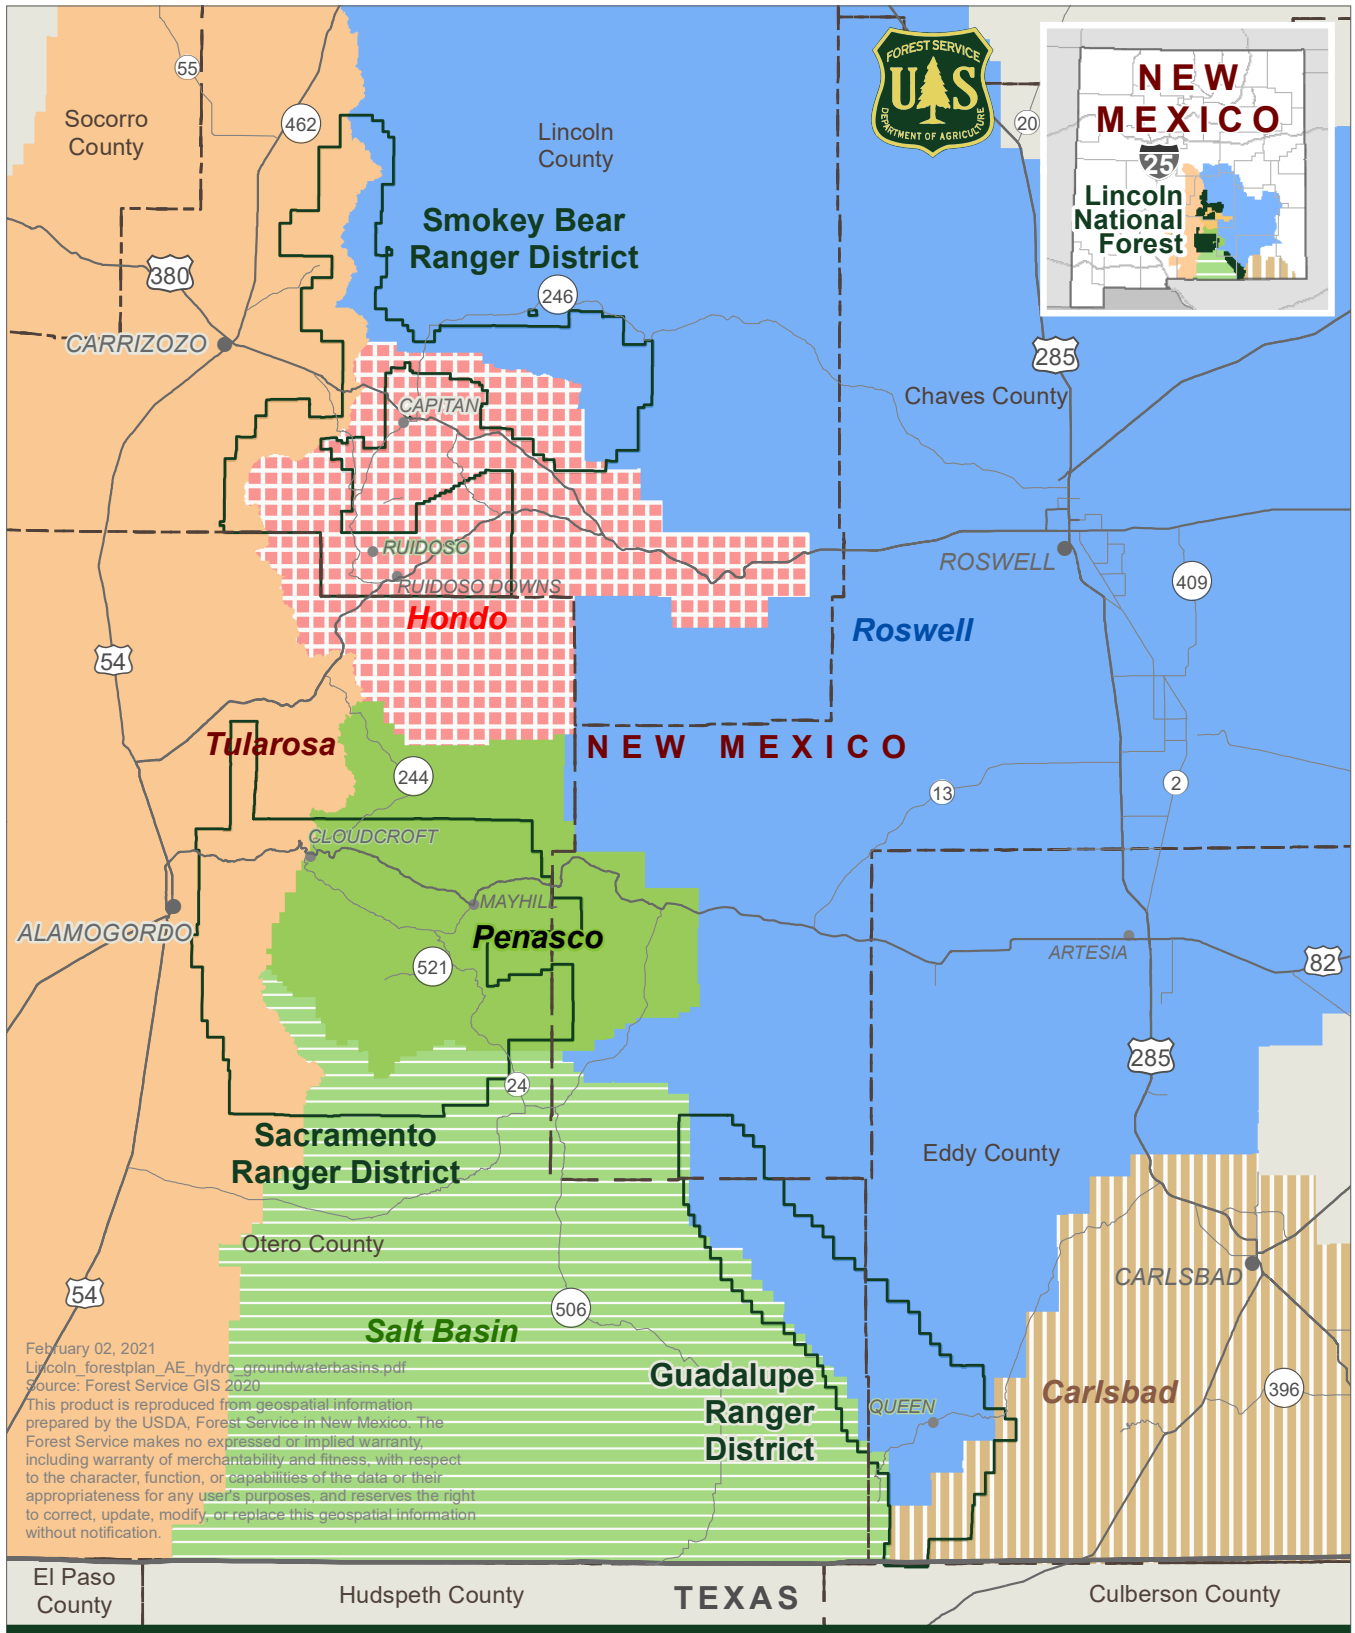 55
462
Socorro
County
Lincoln
County
FOREST SERVICE
U S
DEPARTMENT OF AGRICULTURE
20
NEW
MEXICO
25
Lincoln
National
Forest
Smokey Bear
Ranger District
380
246
CARRIZOZO
285
Chaves County
CAPITAN
RUIDOSO
ROSWELL
409
RUIDOSO DOWNS
Hondo
Roswell
54
Tularosa
NEW MEXICO
244
13
2
CLOUDCROFT
MAYHILL
ALAMOGORDO
Penasco
521
ARTESIA
82
285
24
Sacramento
Ranger District
Eddy County
Otero County
CARLSBAD
54
506
Salt Basin
February 02, 2021
Lincoln_forestplan_AE_hydro_groundwaterbasins.pdf
Source: Forest Service GIS 2020
This product is reproduced from geospatial information
prepared by the USDA, Forest Service in New Mexico. The
Forest Service makes no expressed or implied warranty,
including warranty of merchantability and fitness, with respect
to the character, function, or capabilities of the data or their
appropriateness for any user's purposes, and reserves the right
to correct, update, modify, or replace this geospatial information
without notification.
Guadalupe
Ranger
District
QUEEN
Carlsbad
396
El Paso
County
Hudspeth County
TEXAS
Culberson County